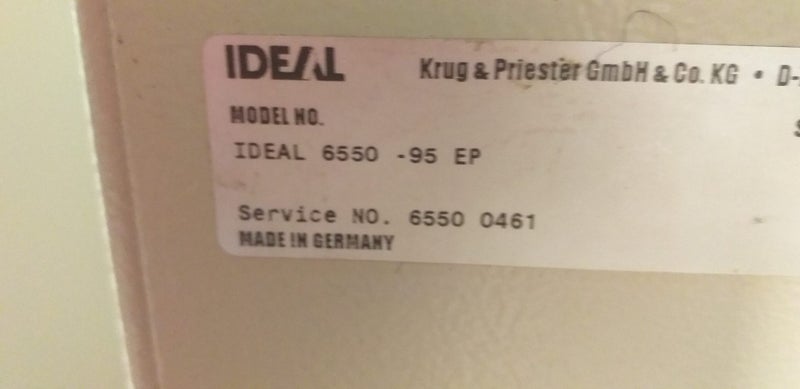 IDEAL Krug & Priester GmbH & Co. KG • D-
MODEL NO.
IDEAL 6550 -95 EP
Service NO. 6550 0461
MADE IN GERMANY